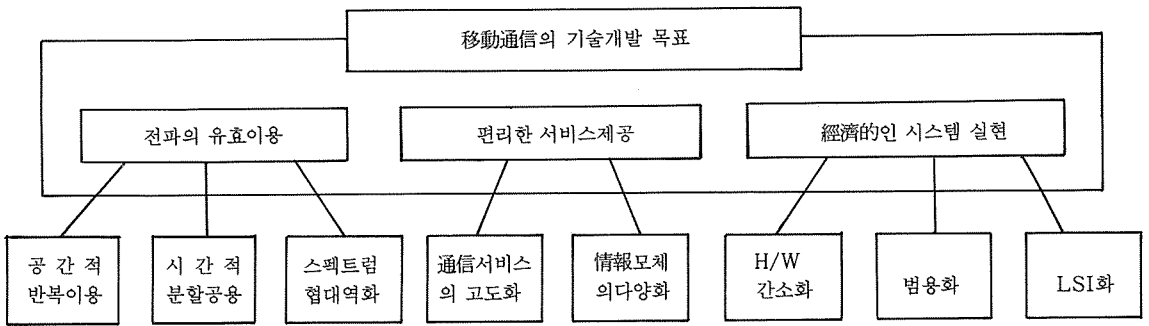 移動通信의 기술개발 목표
전파의 유효이용
편리한 서비스제공
經濟的인 시스템 실현
공 간 적
반복이용
시 간 적
분할공용
스펙트럼
협대역화
通信서비스
의 고도화
情報모체
의다양화
H/W
간소화
범용화
LSI화